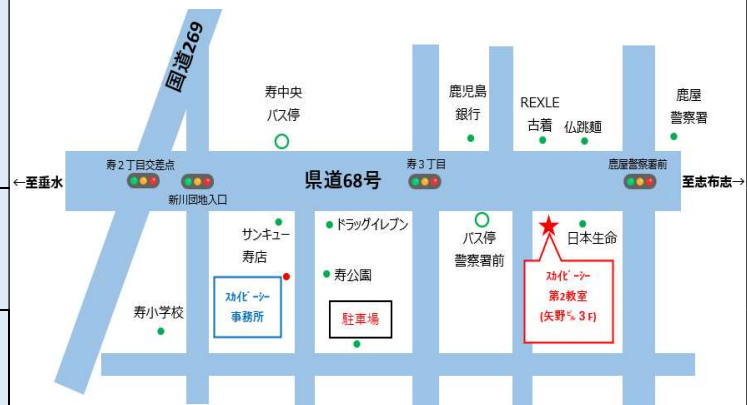 国道269
寿中央
バス停
鹿児島
銀行
REXLE
古着
仏跳麺
鹿屋
警察署
寿2丁目交差点
寿3丁目
鹿屋警察署前
←至垂水
県道68号
至志布志→
新川団地入口
サンキュー
寿店
ドラッグイレブン
バス停
警察署前
日本生命
寿公園
スカイピーシー
事務所
スカイピーシー
第2教室
(矢野ビル3F)
寿小学校
駐車場